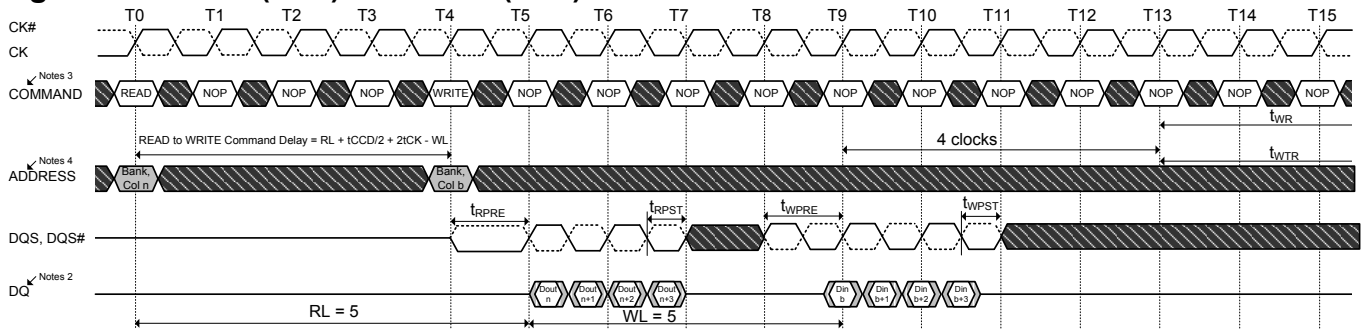 T0 T1 T2 T3 T4 T5 T6 T7 T8 T9 T10 T11 T12 T13 T14 T15
CK#
CK
Notes 3
COMMAND READ NOP NOP NOP WRITE NOP NOP NOP NOP NOP NOP NOP NOP NOP NOP NOP
tWR
READ to WRITE Command Delay = RL + tCCD/2 + 2tCK - WL
4 clocks
tWTR
Notes 4
ADDRESS
Bank, Col n
Bank, Col b
tRPRE tRPST tWPRE tWPST
DQS, DQS#
Notes 2
DQ
Dout n
Dout n+1
Dout n+2
Dout n+3
Din b
Din b+1
Din b+2
Din b+3
RL = 5 WL = 5